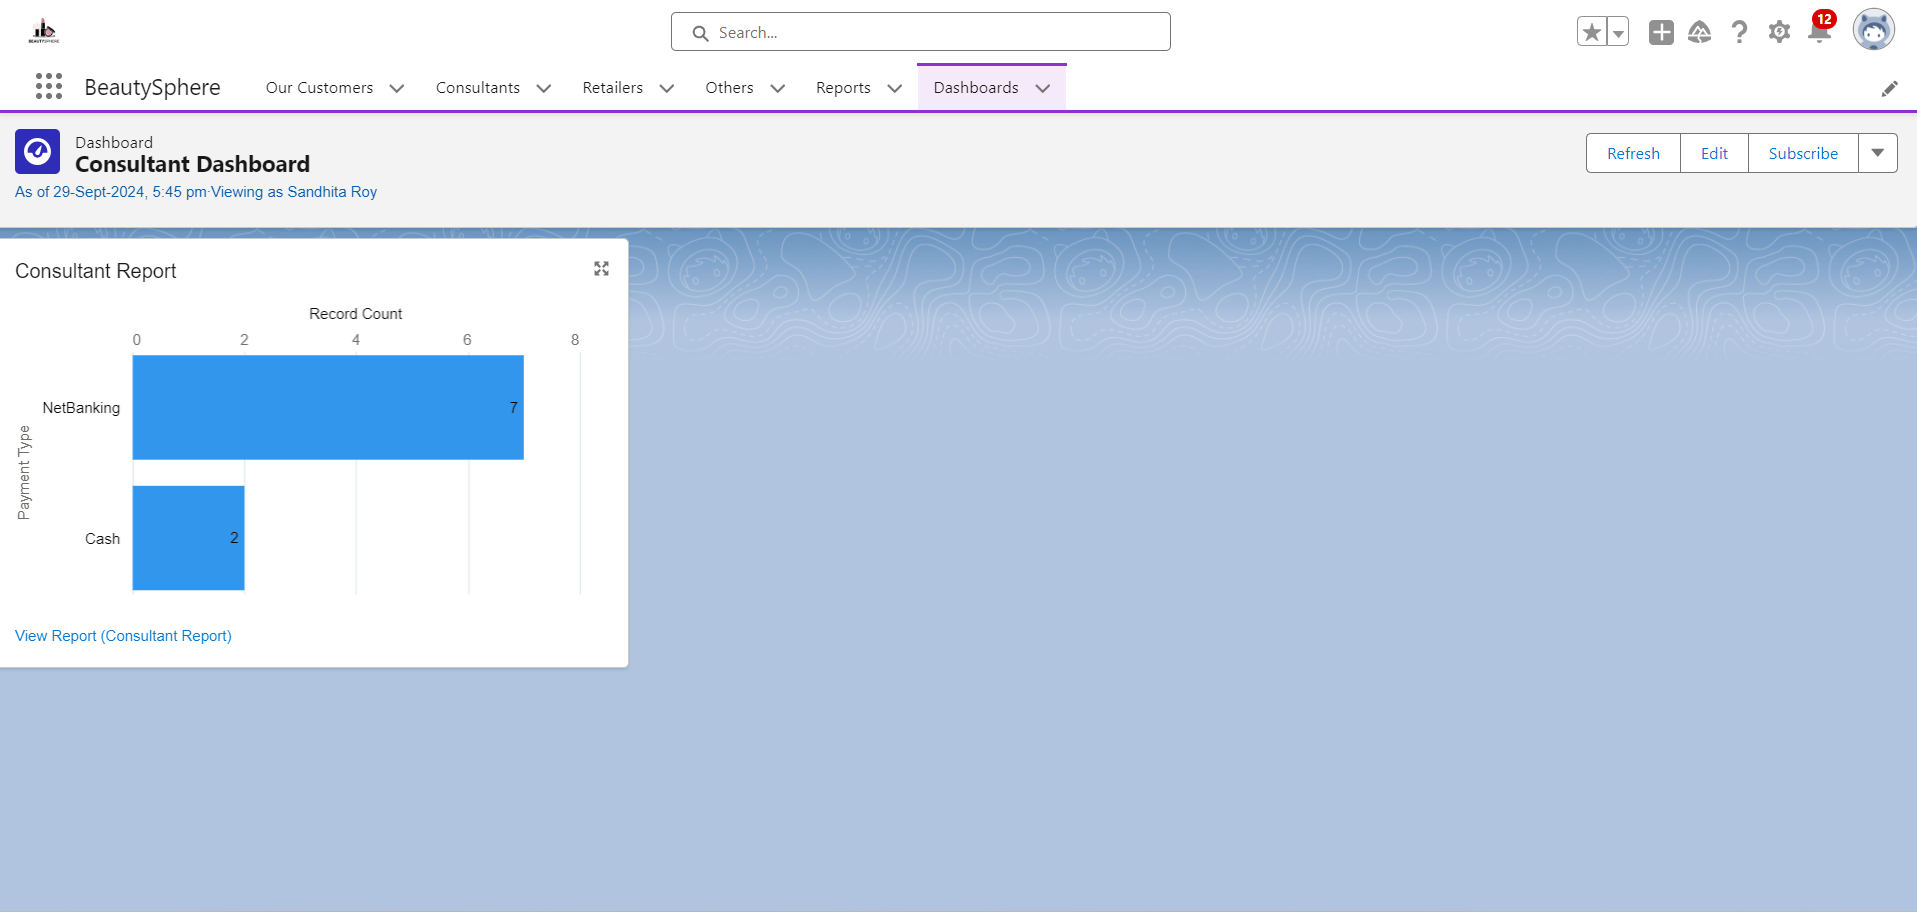 BEAUTYSPHERE
Search...
12
BeautySphere
Our Customers
Consultants
Retailers
Others
Reports
Dashboards
Dashboard
Consultant Dashboard
As of 29-Sept-2024, 5:45 pm·Viewing as Sandhita Roy
Refresh
Edit
Subscribe
Consultant Report
Record Count
0 2 4 6 8
Payment Type
NetBanking
7
Cash
2
View Report (Consultant Report)